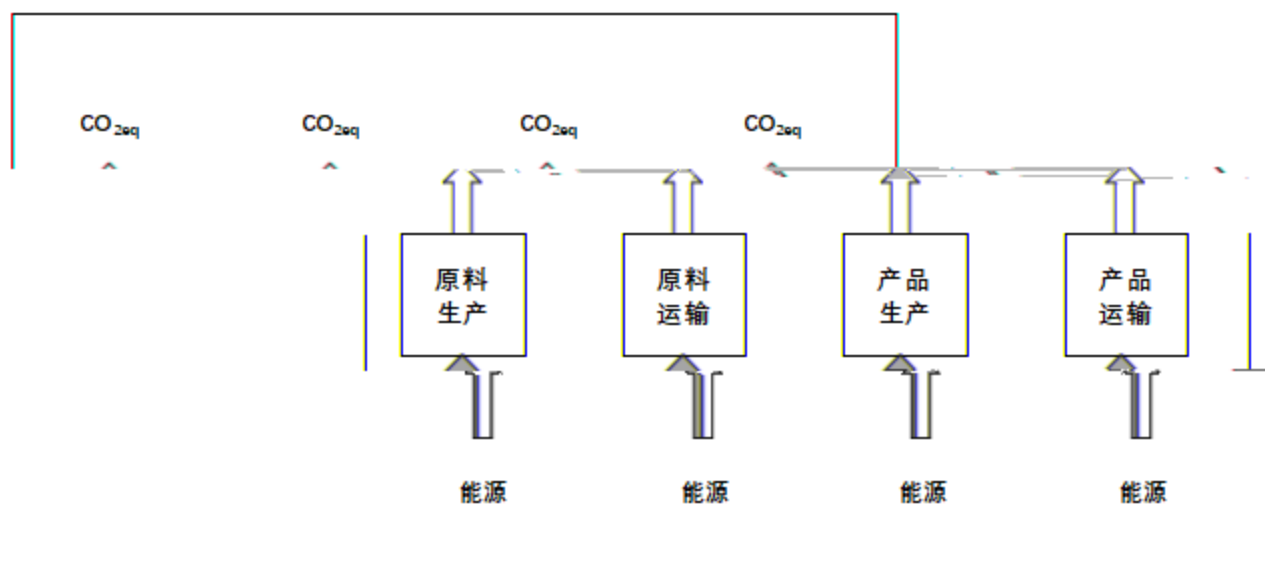 CO2eq CO2eq CO2eq CO2eq
原料 原料 产品 产品
生产 运输 生产 运输
能源 能源 能源 能源